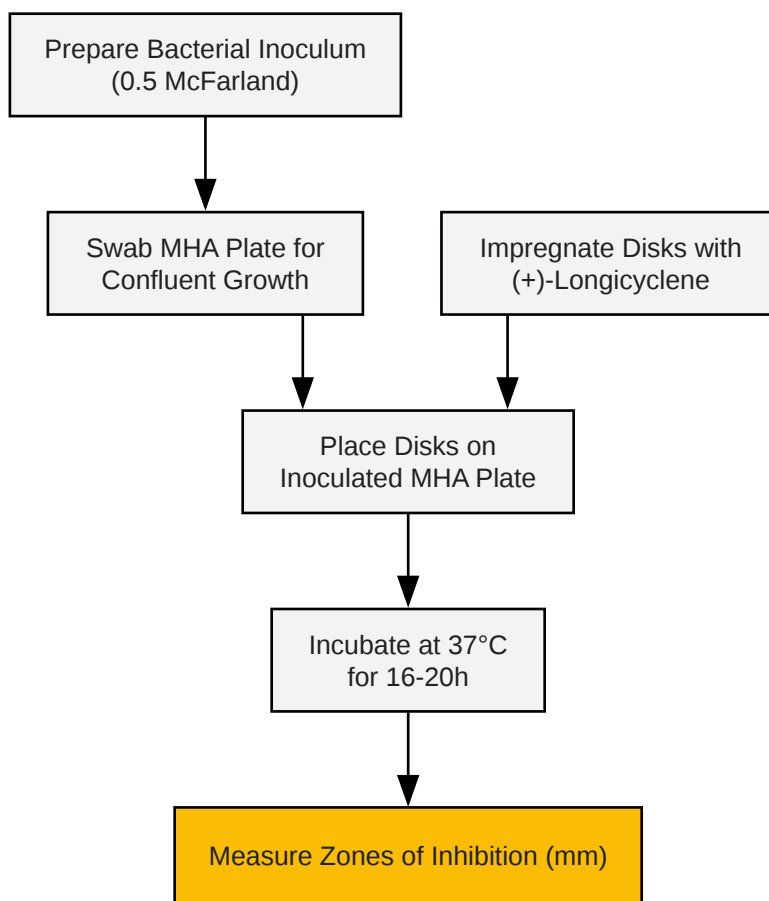 Prepare Bacterial Inoculum
(0.5 McFarland)
Swab MHA Plate for
Confluent Growth
Impregnate Disks with
(+)-Longicyclene
Place Disks on
Inoculated MHA Plate
Incubate at 37°C
for 16-20h
Measure Zones of Inhibition (mm)